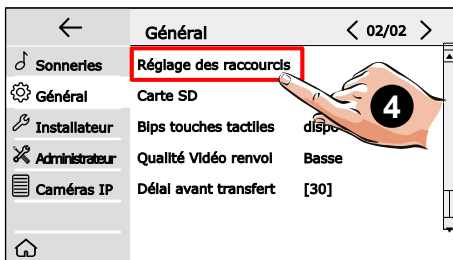 Général
02/02
Sonneries
Réglage des raccourcis
Général
Carte SD
Installateur
Bips touches tactiles
Administrateur
Qualité Vidéo renvoi Basse
Caméras IP
Délai avant transfert [30]
4